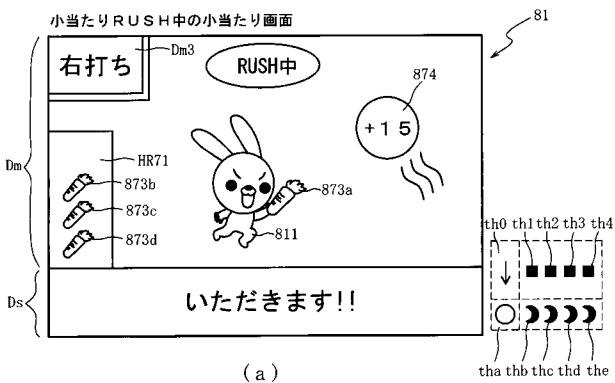 小当たりRUSH中の小当たり画面
81
右打ち
Dm3
RUSH中
874
+15
Dm
HR71
873b
873c
873d
873a
811
th0 th1 th2 th3 th4
↓ ■ ■ ■ ■
Ds
いただきます!!
tha thb thc thd the
(a)